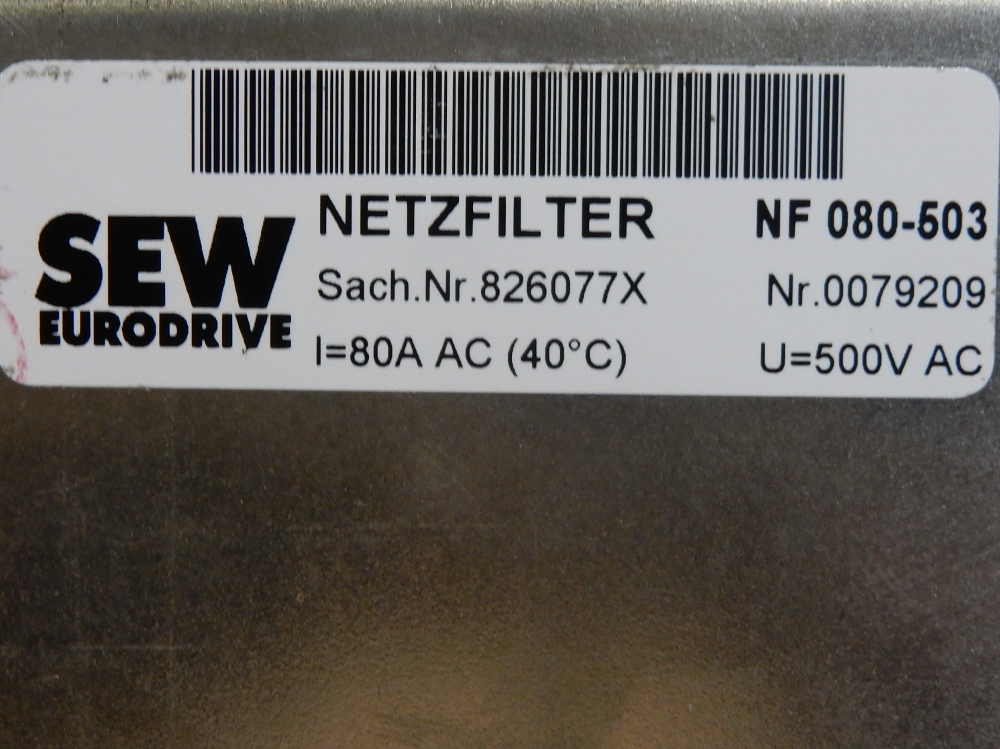 SEW
EURODRIVE
NETZFILTER NF 080-503
Sach.Nr.826077X Nr.0079209
I=80A AC (40°C) U=500V AC